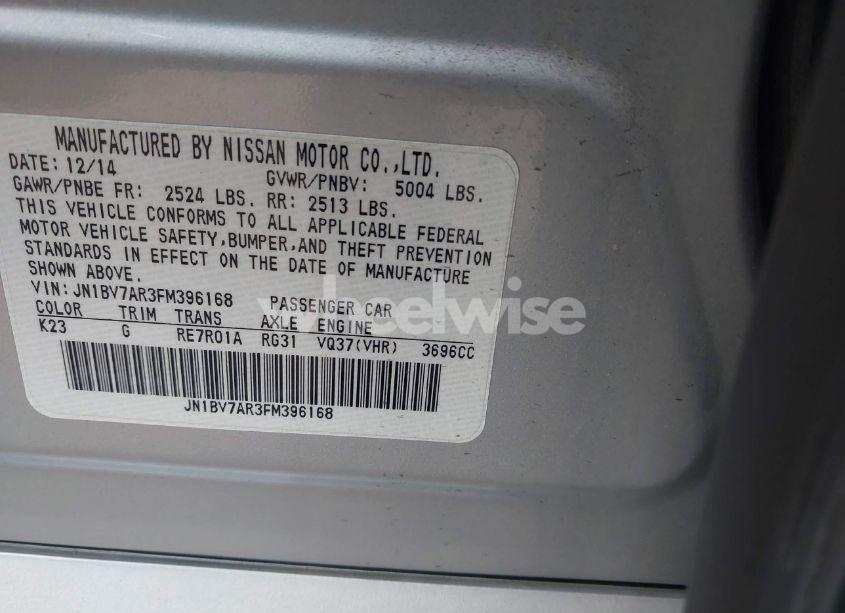 MANUFACTURED BY NISSAN MOTOR CO.,LTD.
DATE: 12/14 GVWR/PNBV: 5004 LBS.
GAWR/PNBE FR: 2524 LBS. RR: 2513 LBS.
THIS VEHICLE CONFORMS TO ALL APPLICABLE FEDERAL
MOTOR VEHICLE SAFETY,BUMPER,AND THEFT PREVENTION
STANDARDS IN EFFECT ON THE DATE OF MANUFACTURE
SHOWN ABOVE.
VIN:JN1BV7AR3FM396168 PASSENGER CAR
COLOR TRIM TRANS AXLE ENGINE
K23 G RE7R01A RG31 VQ37(VHR) 3696CC
JN1BV7AR3FM396168
wheelwise